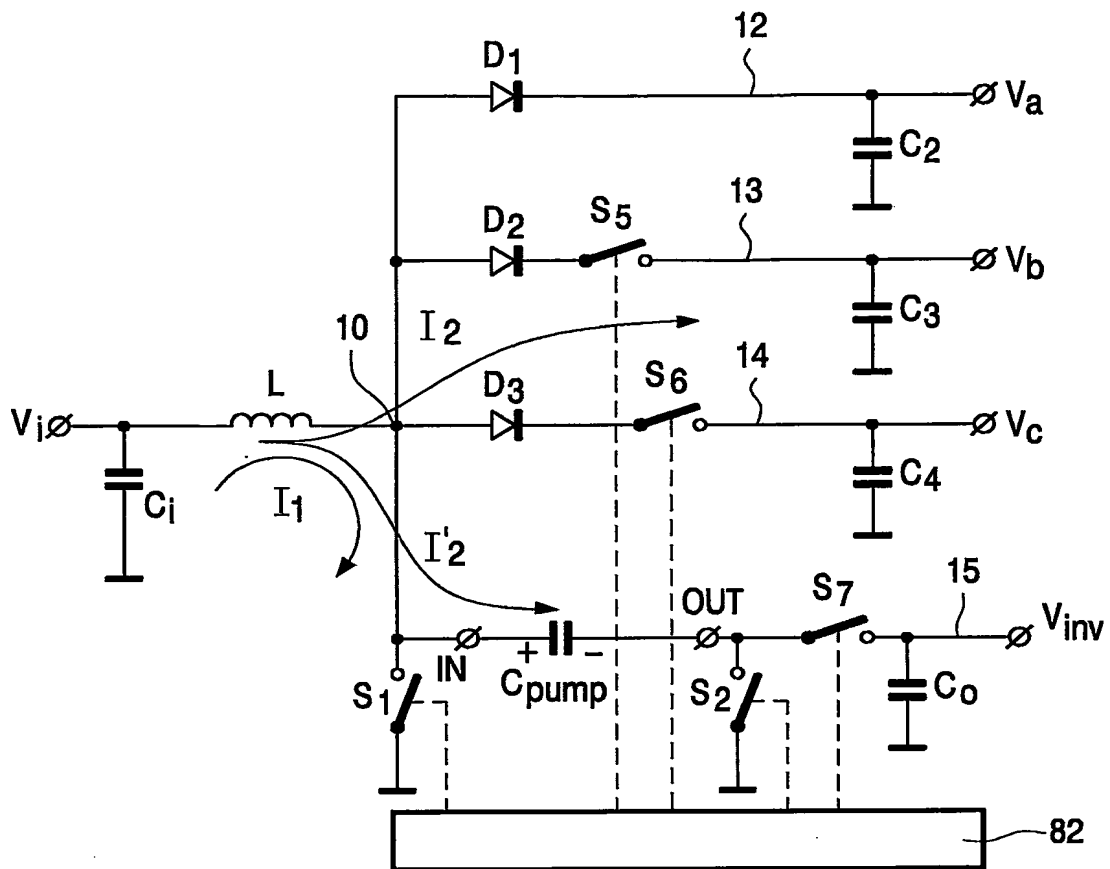 12
D1
Va
C2
13
D2
S5
Vb
C3
10
I2
14
L
D3
S6
Vi
Vc
Ci
I1
C4
I'2
OUT
S7
15
Vinv
IN
+
-
Cpump
S1
S2
Co
82